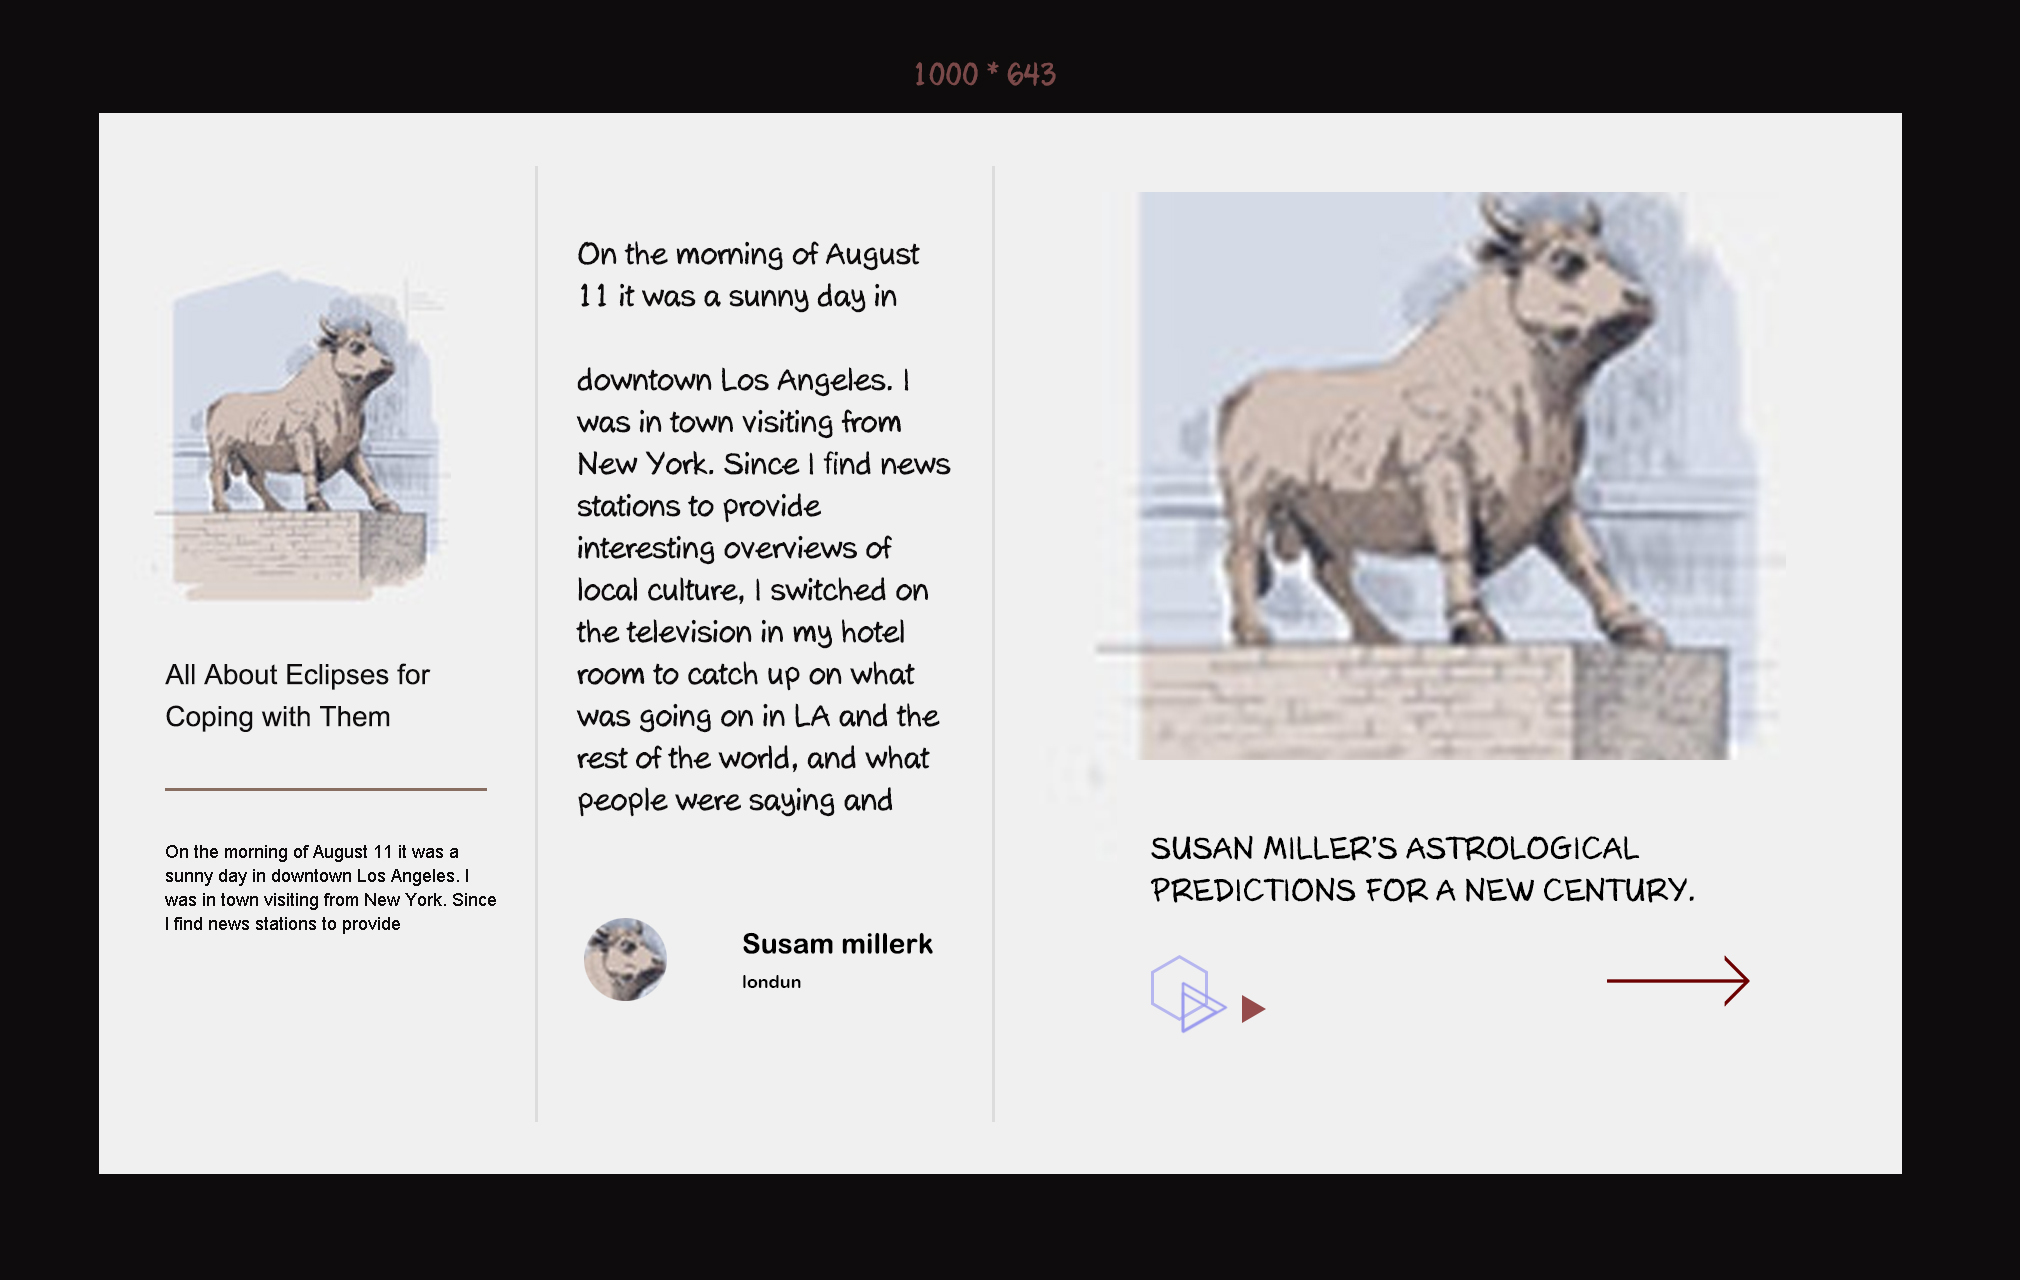 1000 * 643
All About Eclipses for
Coping with Them
On the morning of August 11 it was a
sunny day in downtown Los Angeles. I
was in town visiting from New York. Since
I find news stations to provide
On the morning of August
11 it was a sunny day in
downtown Los Angeles. I
was in town visiting from
New York. Since I find news
stations to provide
interesting overviews of
local culture, I switched on
the television in my hotel
room to catch up on what
was going on in LA and the
rest of the world, and what
people were saying and
Susam millerk
londun
SUSAN MILLER'S ASTROLOGICAL
PREDICTIONS FOR A NEW CENTURY.